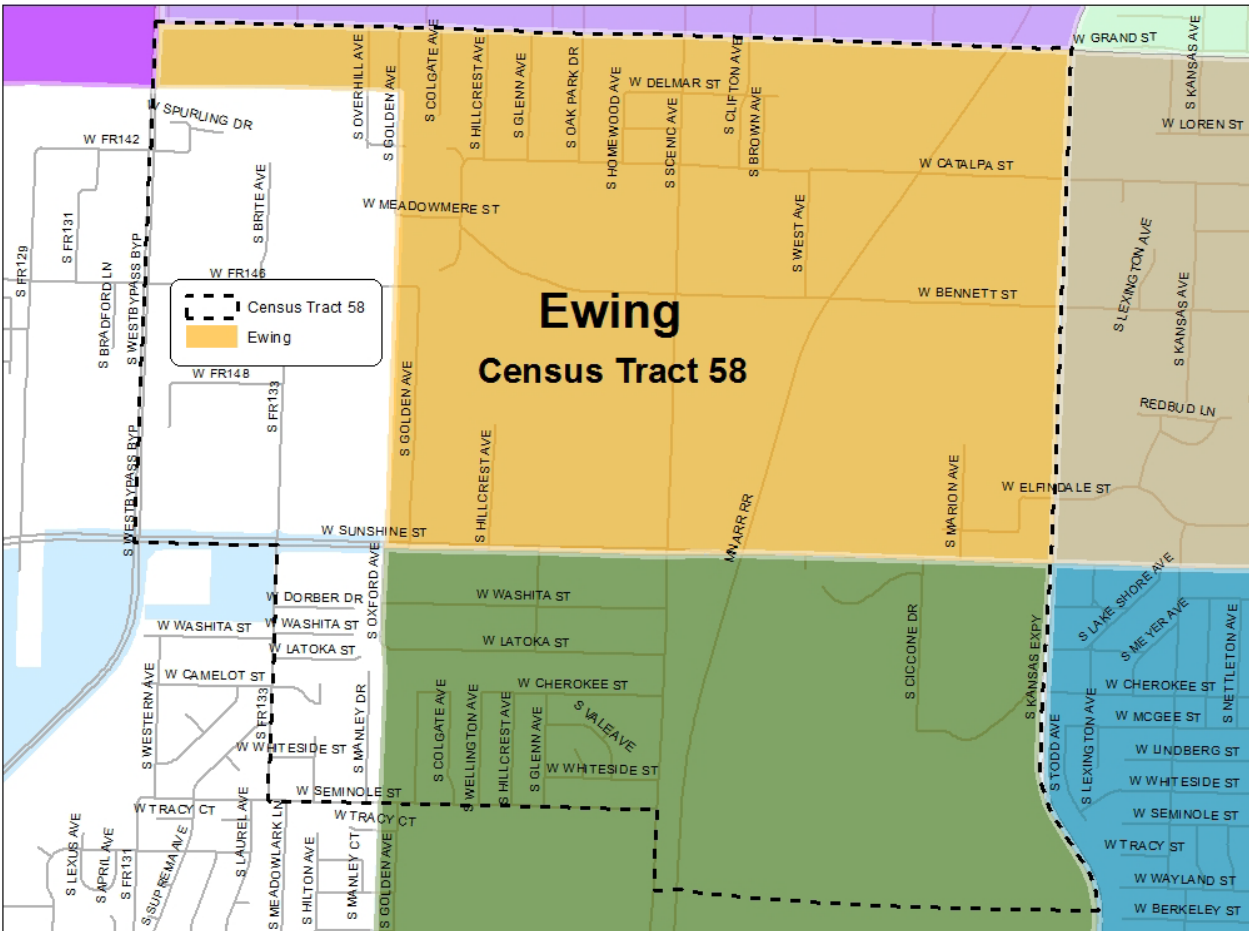 W GRAND ST
S KANSAS AVE
W LOREN ST
S OVERHILL AVE
S GOLDEN AVE
S COLGATE AVE
S HILLCREST AVE
S GLENN AVE
S OAK PARK DR
S HOMEWOOD AVE
W DELMAR ST
S SCENIC AVE
S CLIFTON AVE
S BROWN AVE
W SPURLING DR
W FR142
W CATALPA ST
S FR131
S FR129
S BRITE AVE
W MEADOWMERE ST
S WEST AVE
S BRADFORD LN
S WESTBYPASS BYP
W FR146
W BENNETT ST
S LEXINGTON AVE
S KANSAS AVE
Census Tract 58
Ewing
Ewing
Census Tract 58
W FR148
S FR133
S GOLDEN AVE
REDBUD LN
S WESTBYPASS BYP
S HILLCREST AVE
W SUNSHINE ST
MNARR RR
S MARION AVE
W ELFINDALE ST
S OXFORD AVE
W DORBER DR
W WASHITA ST
W WASHITA ST
W WASHITA ST
W LATOKA ST
W LATOKA ST
S LAKE SHORE AVE
S MEYER AVE
S NETTLETON AVE
S CICCONE DR
S KANSAS EXPY
W CAMELOT ST
S WESTERN AVE
S FR133
S MANLEY DR
W CHEROKEE ST
W CHEROKEE ST
S COLGATE AVE
S WELLINGTON AVE
S HILLCREST AVE
S GLENN AVE
S VALEAVE
W MCGEE ST
W WHITESIDE ST
W WHITESIDE ST
S TODD AVE
S LEXINGTON AVE
W LINDBERG ST
W WHITESIDE ST
W SEMINOLE ST
W SEMINOLE ST
W TRACY CT
W TRACY CT
W TRACY ST
S LEXUS AVE
S APRIL AVE
S FR131
S SUPREMA AVE
S LAUREL AVE
S MEADOWLARK LN
S HILTON AVE
S MANLEY CT
S GOLDEN AVE
W WAYLAND ST
W BERKELEY ST